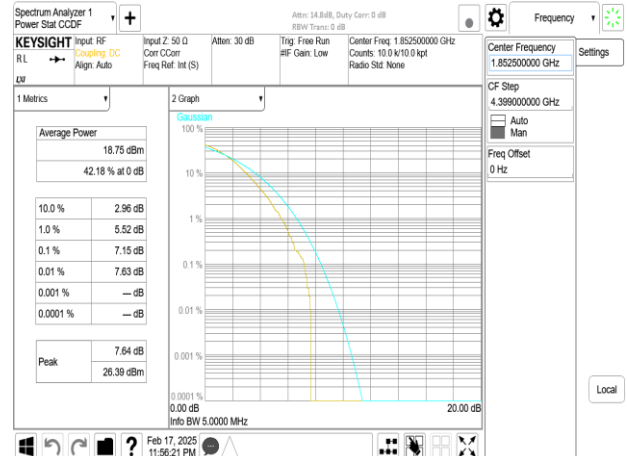 Spectrum Analyzer 1
Power Stat CCDF
Attn: 14.8dB, Duty Corr: 0 dB
RBW Trans: 0 dB
Frequency
KEYSIGHT
RL
LXI
Input: RF
Coupling: DC
Align: Auto
Input Z: 50 Ω
Corr CCorr
Freq Ref: Int (S)
Atten: 30 dB
Trig: Free Run
#IF Gain: Low
Center Freq: 1.852500000 GHz
Counts: 10.0 k/10.0 kpt
Radio Std: None
Center Frequency
1.852500000 GHz
Settings
CF Step
4.399000000 GHz
Auto
Man
Freq Offset
0 Hz
1 Metrics
Average Power
18.75 dBm
42.18 % at 0 dB
10.0 % 2.96 dB
1.0 % 5.52 dB
0.1 % 7.15 dB
0.01 % 7.63 dB
0.001 % --- dB
0.0001 % --- dB
Peak
7.64 dB
26.39 dBm
2 Graph
Gaussian
100 %
10 %
1 %
0.1 %
0.01 %
0.001 %
0.0001 %
0.00 dB 20.00 dB
Info BW 5.0000 MHz
Local
?
Feb 17, 2025
11:56:21 PM